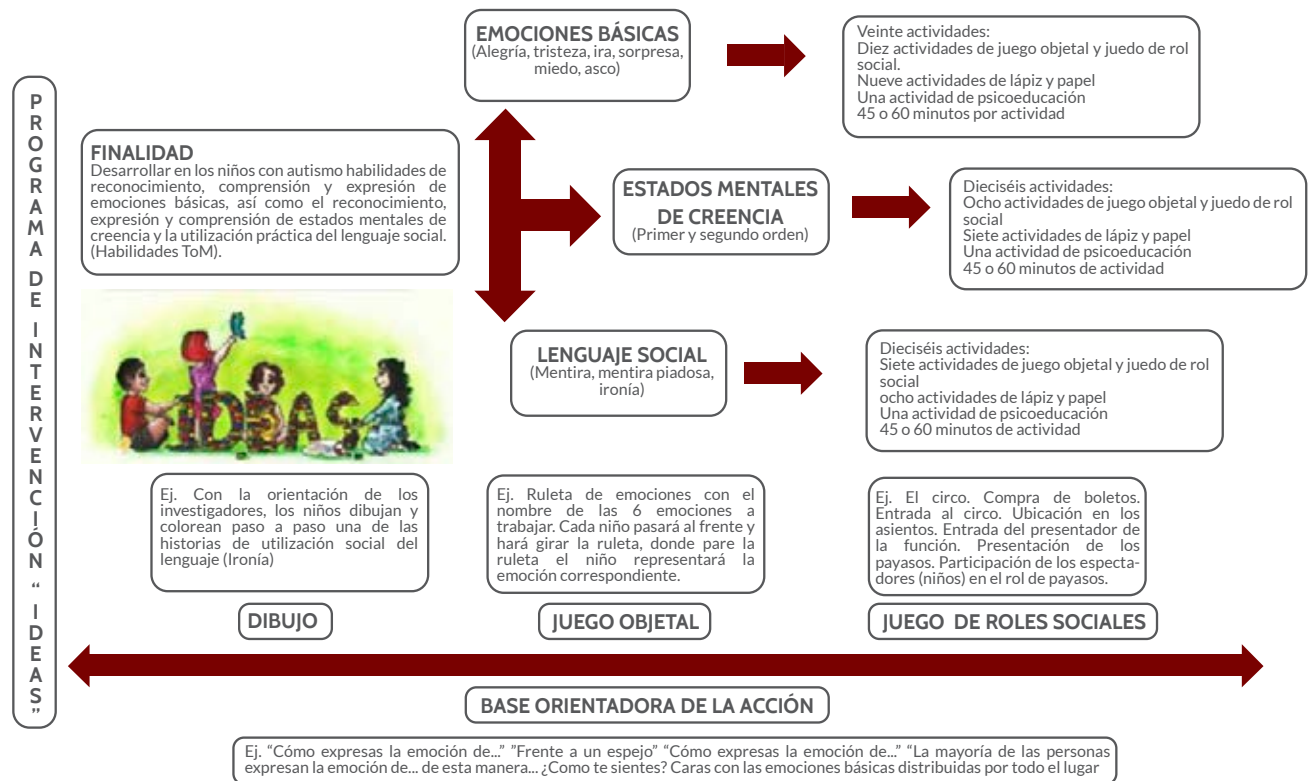 PROGRAMA DE INTERVENCIÓN “IDEAS”
FINALIDAD
Desarrollar en los niños con autismo habilidades de
reconocimiento, comprensión y expresión de
emociones básicas, así como el reconocimiento,
expresión y comprensión de estados mentales de
creencia y la utilización práctica del lenguaje social.
(Habilidades ToM).
IDEAS
EMOCIONES BÁSICAS
(Alegría, tristeza, ira, sorpresa,
miedo, asco)
Veinte actividades:
Diez actividades de juego objetal y juedo de rol
social.
Nueve actividades de lápiz y papel
Una actividad de psicoeducación
45 o 60 minutos por actividad
ESTADOS MENTALES
DE CREENCIA
(Primer y segundo orden)
Dieciséis actividades:
Ocho actividades de juego objetal y juedo de rol
social
Siete actividades de lápiz y papel
Una actividad de psicoeducación
45 o 60 minutos de actividad
LENGUAJE SOCIAL
(Mentira, mentira piadosa,
ironía)
Dieciséis actividades:
Siete actividades de juego objetal y juedo de rol
social
ocho actividades de lápiz y papel
Una actividad de psicoeducación
45 o 60 minutos de actividad
Ej. Con la orientación de los
investigadores, los niños dibujan y
colorean paso a paso una de las
historias de utilización social del
lenguaje (Ironía)
DIBUJO
Ej. Ruleta de emociones con el
nombre de las 6 emociones a
trabajar. Cada niño pasará al frente y
hará girar la ruleta, donde pare la
ruleta el niño representará la
emoción correspondiente.
JUEGO OBJETAL
Ej. El circo. Compra de boletos.
Entrada al circo. Ubicación en los
asientos. Entrada del presentador de
la función. Presentación de los
payasos. Participación de los especta-
dores (niños) en el rol de payasos.
JUEGO DE ROLES SOCIALES
BASE ORIENTADORA DE LA ACCIÓN
Ej. “Cómo expresas la emoción de...” ”Frente a un espejo” “Cómo expresas la emoción de...” “La mayoría de las personas
expresan la emoción de... de esta manera... ¿Como te sientes? Caras con las emociones básicas distribuidas por todo el lugar